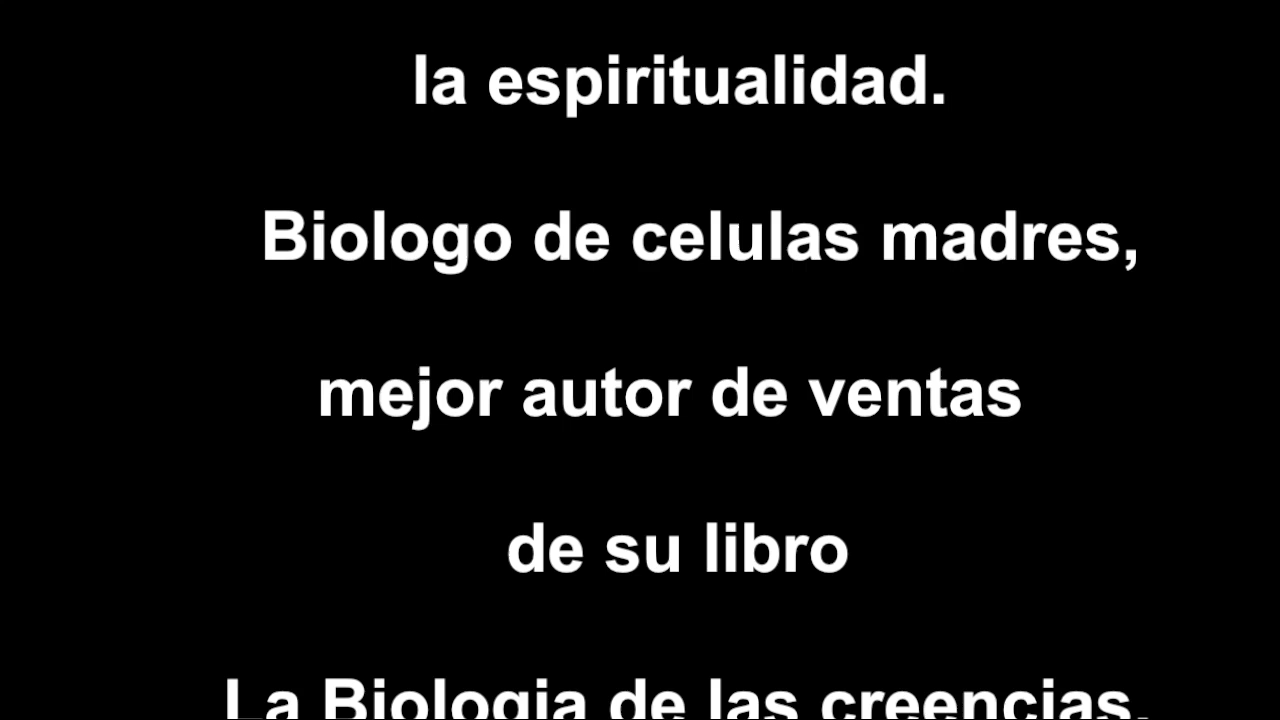 la espiritualidad.
Biologo de celulas madres,
mejor autor de ventas
de su libro
La Biologia de las creencias.